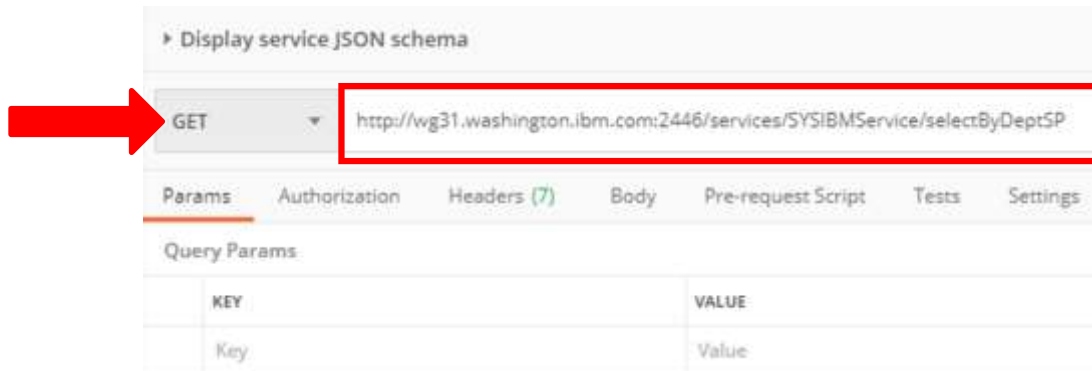 Display service JSON schema
GET http://wg31.washington.ibm.com:2446/services/SYSIBMService/selectByDeptSP
Params Authorization Headers (7) Body Pre-request Script Tests Settings
Query Params
KEY VALUE
Key Value